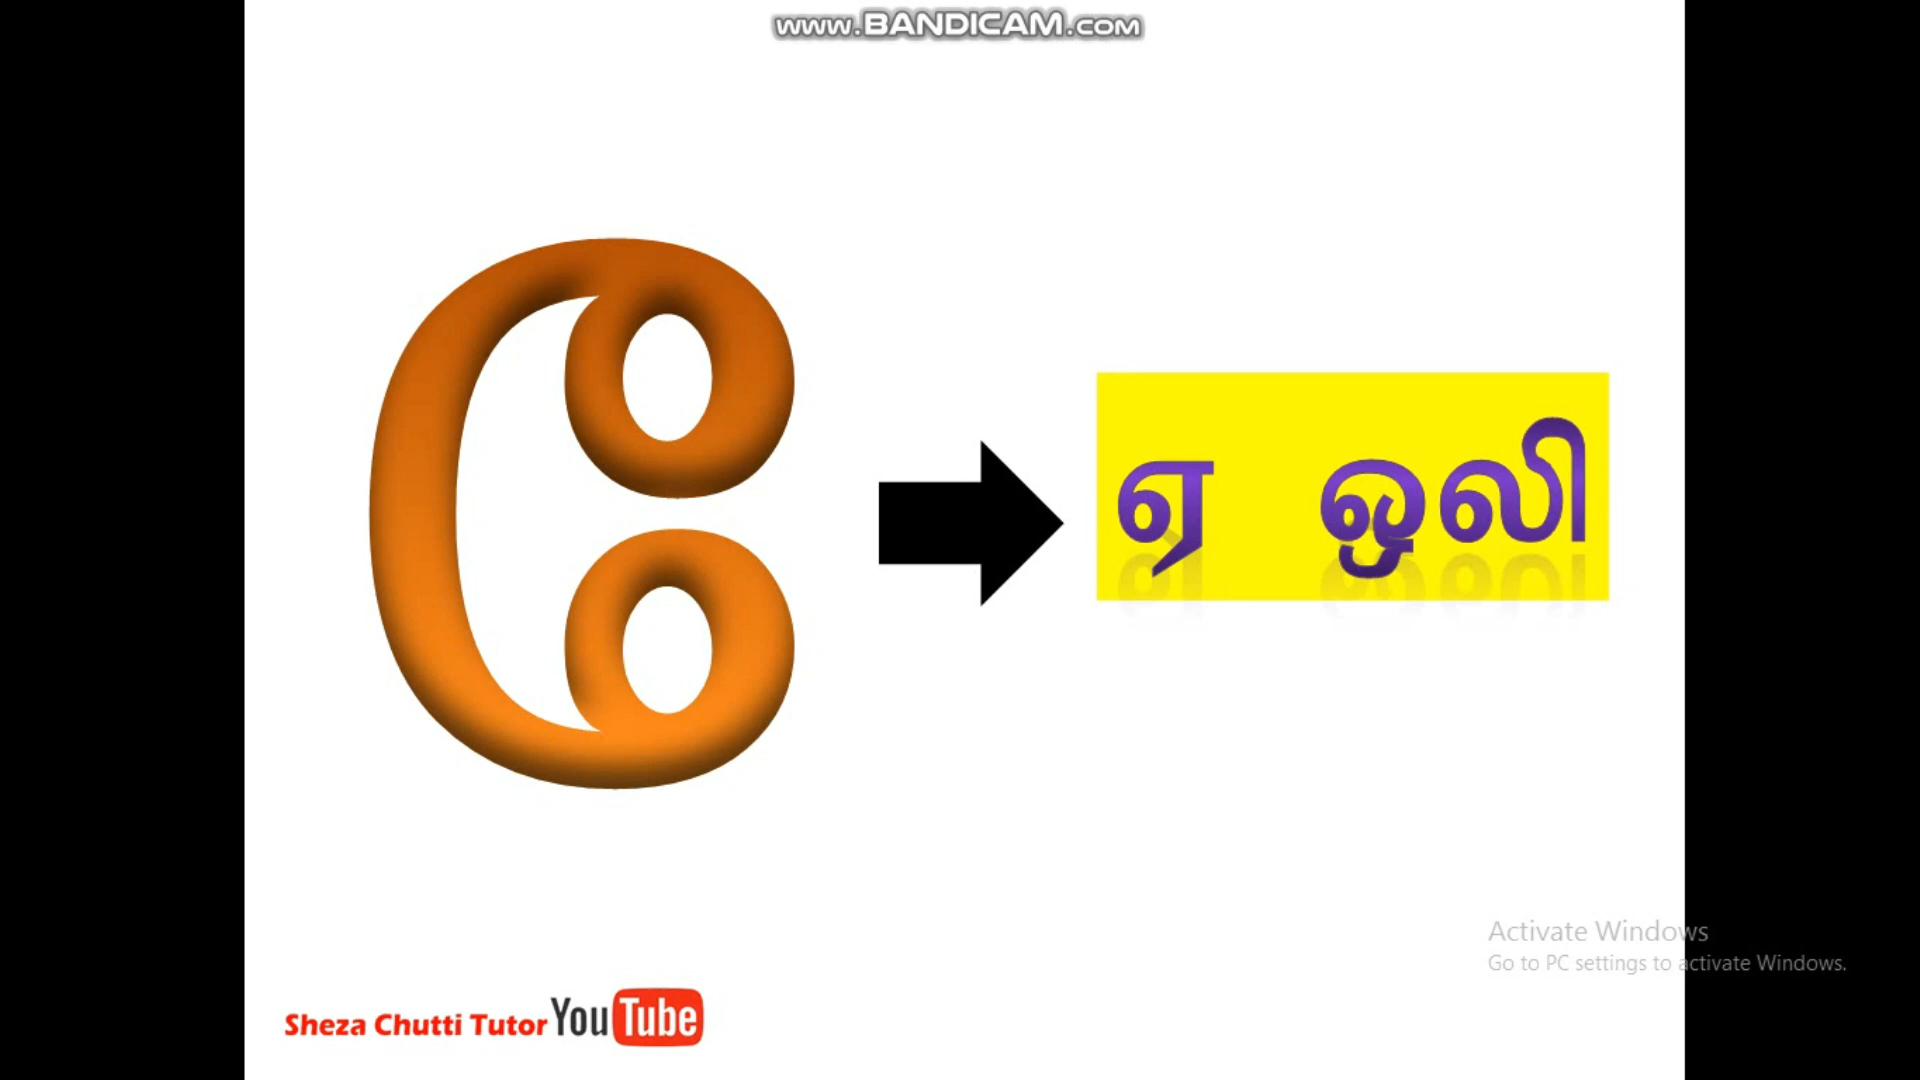 www.BANDICAM.com
ே
ஏ ஒலி
Activate Windows
Go to PC settings to activate Windows.
Sheza Chutti Tutor YouTube